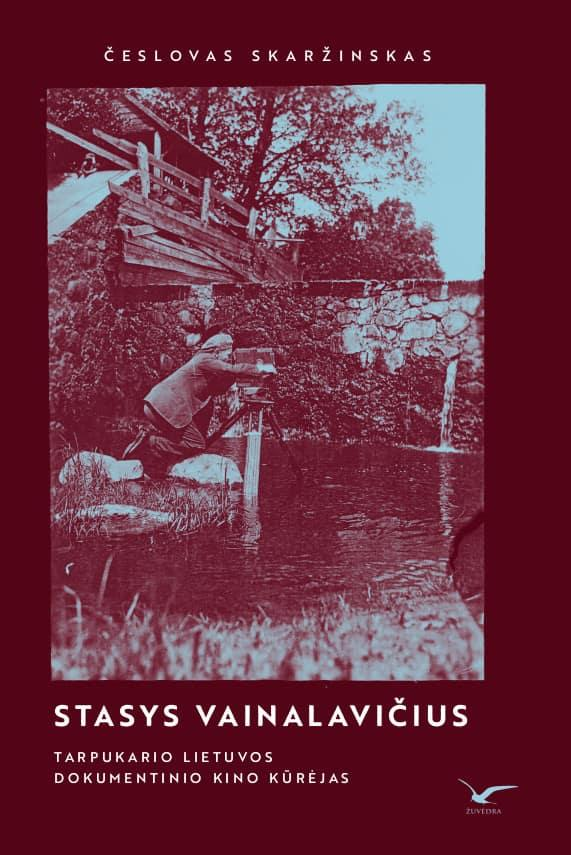 ČESLOVAS SKARŽINSKAS
STASYS VAINALAVIČIUS
TARPUKARIO LIETUVOS
DOKUMENTINIO KINO KŪRĖJAS
ŽUVĖDRA